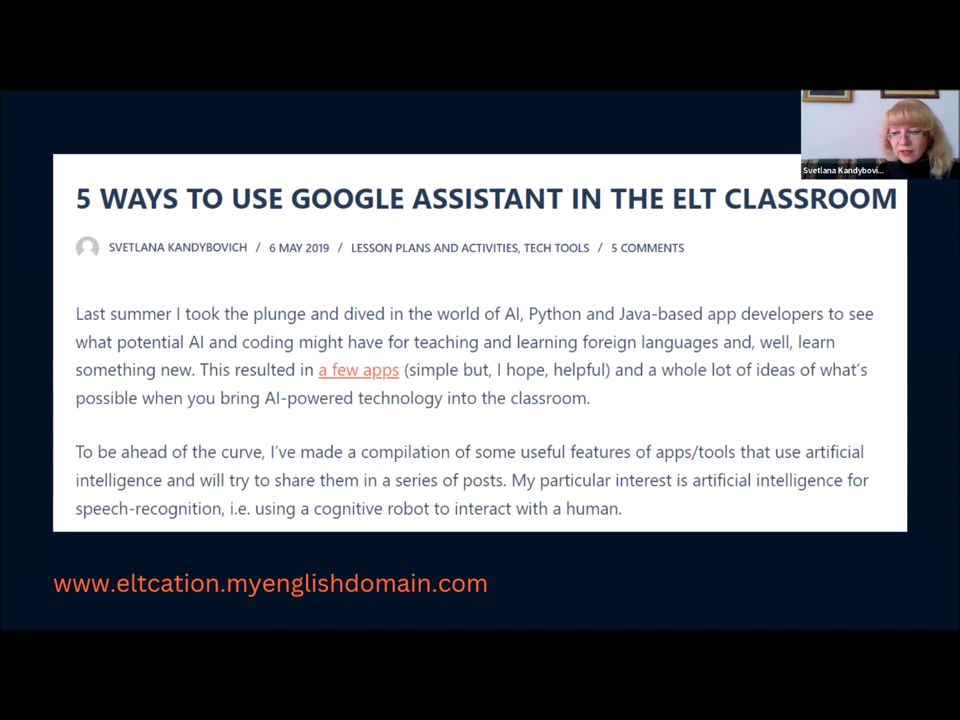 Svetlana Kandybovi...
5 WAYS TO USE GOOGLE ASSISTANT IN THE ELT CLASSROOM
SVETLANA KANDYBOVICH / 6 MAY 2019 / LESSON PLANS AND ACTIVITIES, TECH TOOLS / 5 COMMENTS
Last summer I took the plunge and dived in the world of AI, Python and Java-based app developers to see
what potential AI and coding might have for teaching and learning foreign languages and, well, learn
something new. This resulted in a few apps (simple but, I hope, helpful) and a whole lot of ideas of what's
possible when you bring AI-powered technology into the classroom.
To be ahead of the curve, I've made a compilation of some useful features of apps/tools that use artificial
intelligence and will try to share them in a series of posts. My particular interest is artificial intelligence for
speech-recognition, i.e. using a cognitive robot to interact with a human.
www.eltcation.myenglishdomain.com